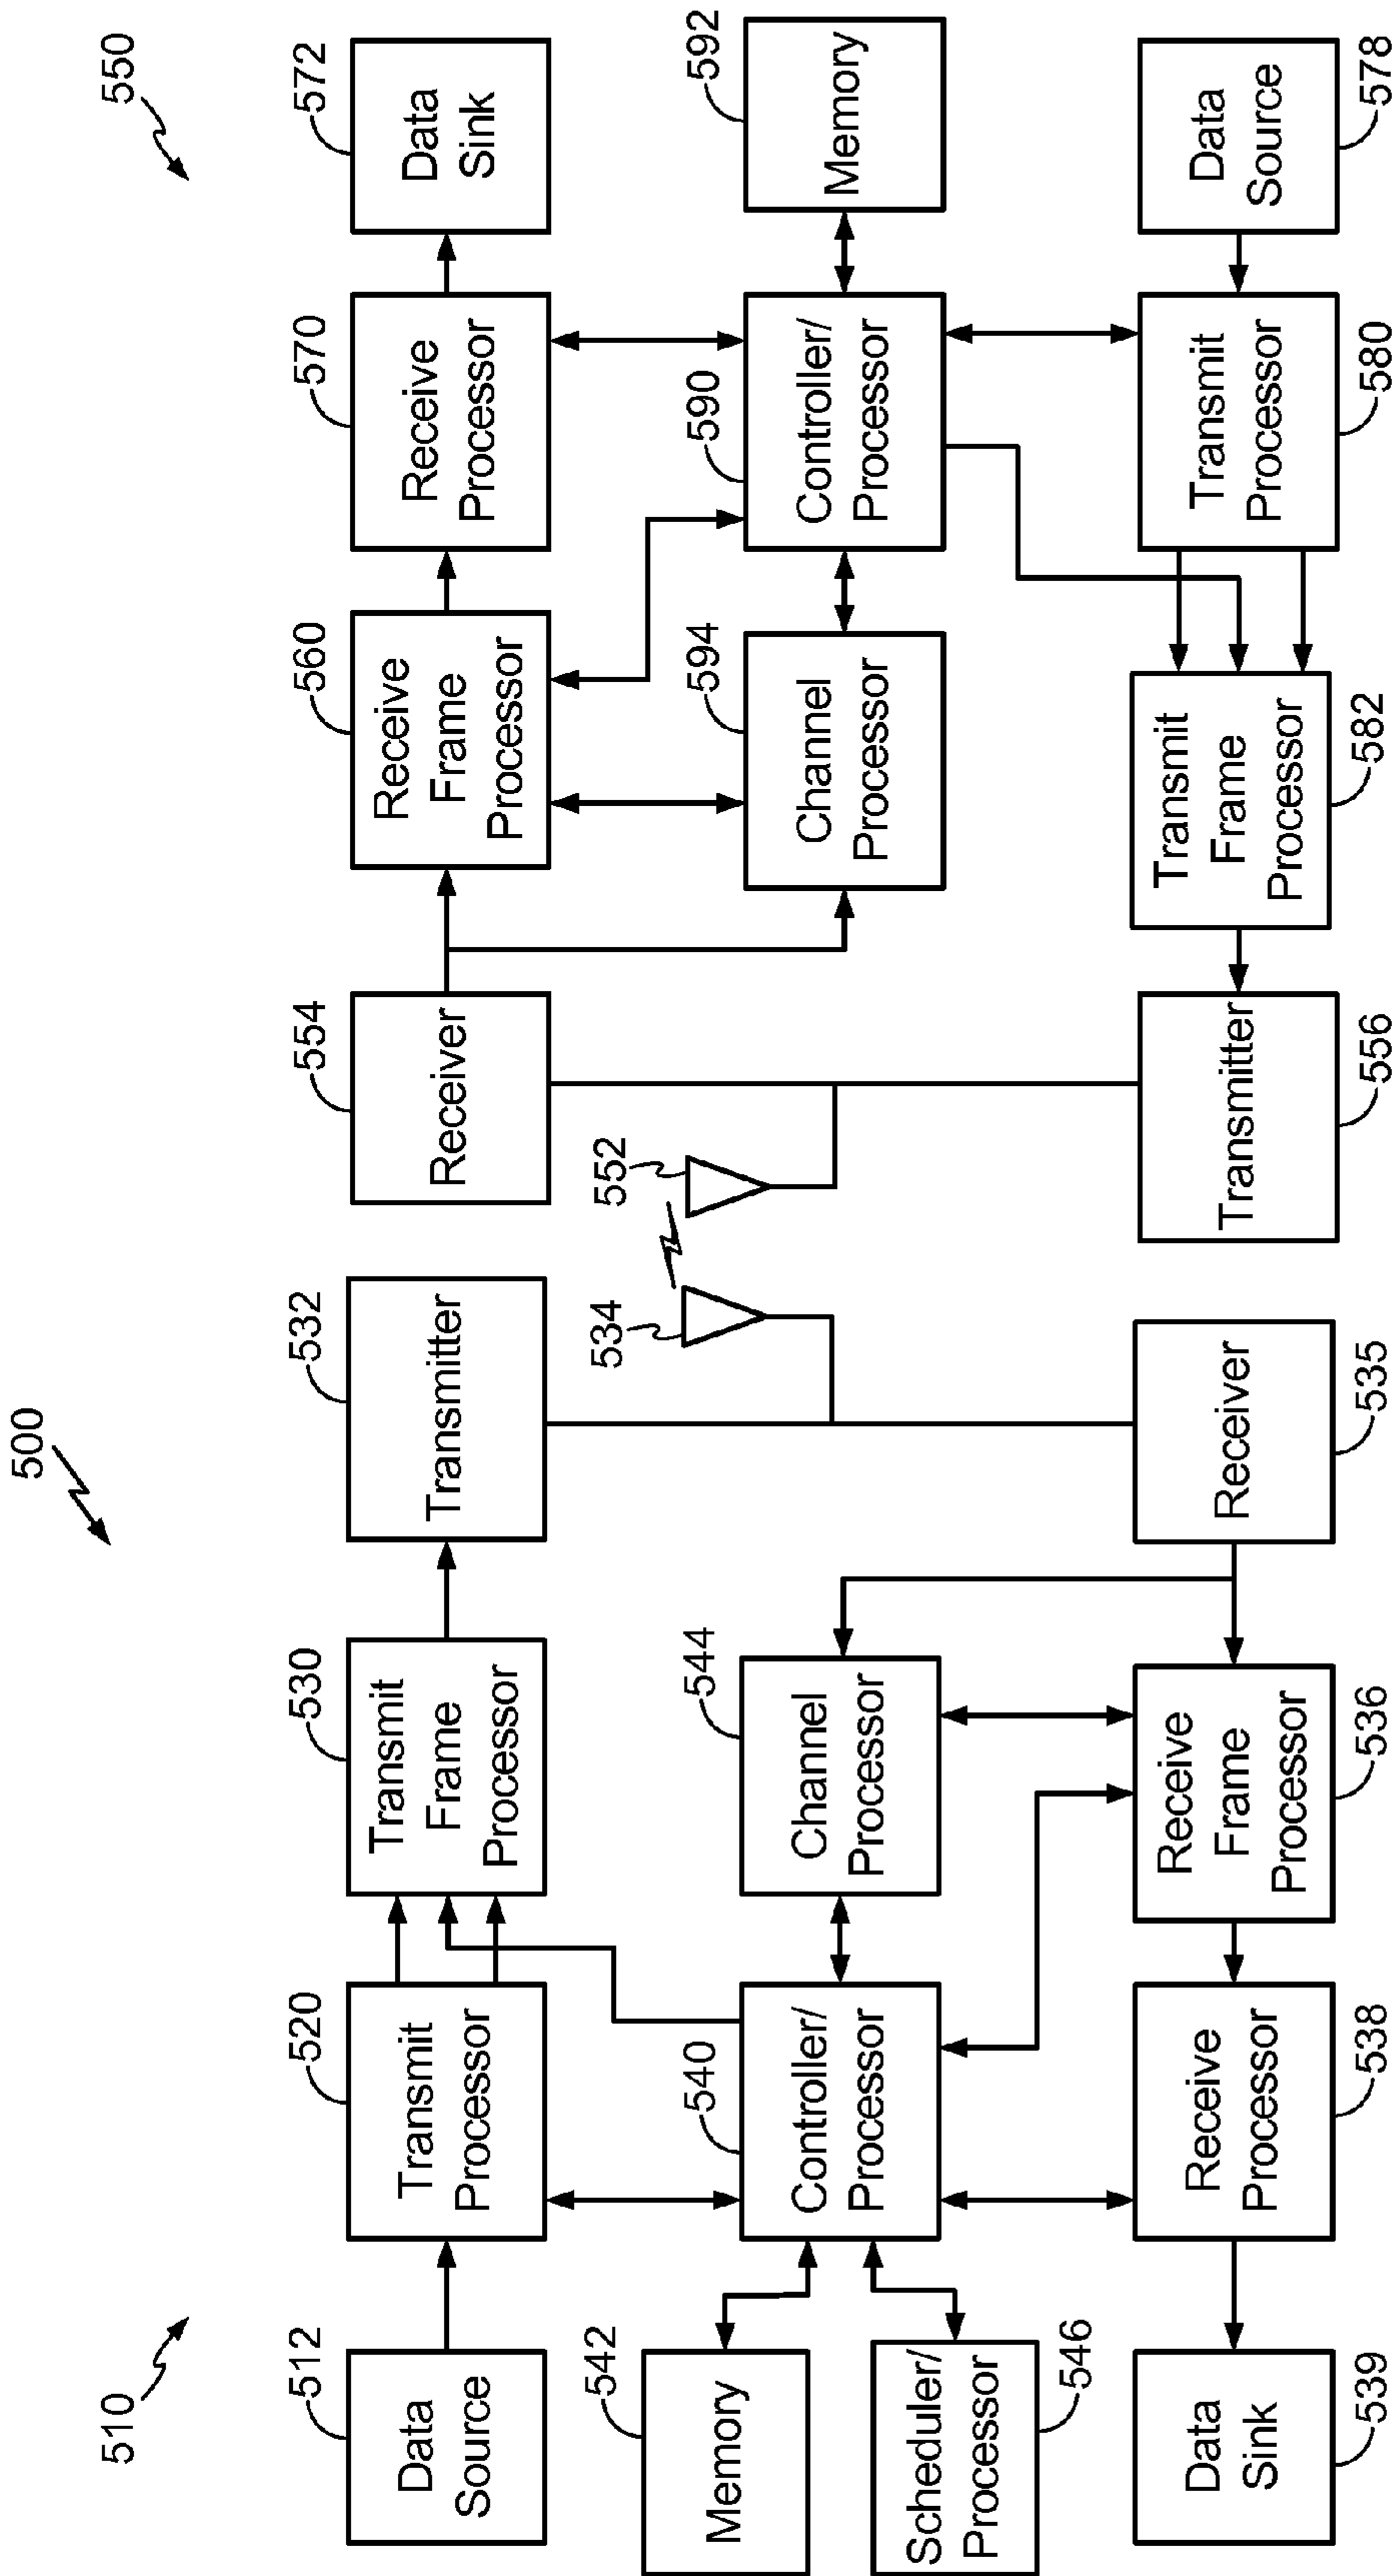 500
510
550
512
Data
Source
520
Transmit
Processor
530
Transmit
Frame
Processor
532
Transmitter
554
Receiver
560
Receive
Frame
Processor
570
Receive
Processor
572
Data
Sink
542
Memory
540
Controller/
Processor
544
Channel
Processor
534
552
594
Channel
Processor
590
Controller/
Processor
592
Memory
Scheduler/
Processor
546
Data
Sink
539
Receive
Processor
538
Receive
Frame
Processor
536
Receiver
535
Transmitter
556
Transmit
Frame
Processor
582
Transmit
Processor
580
Data
Source
578